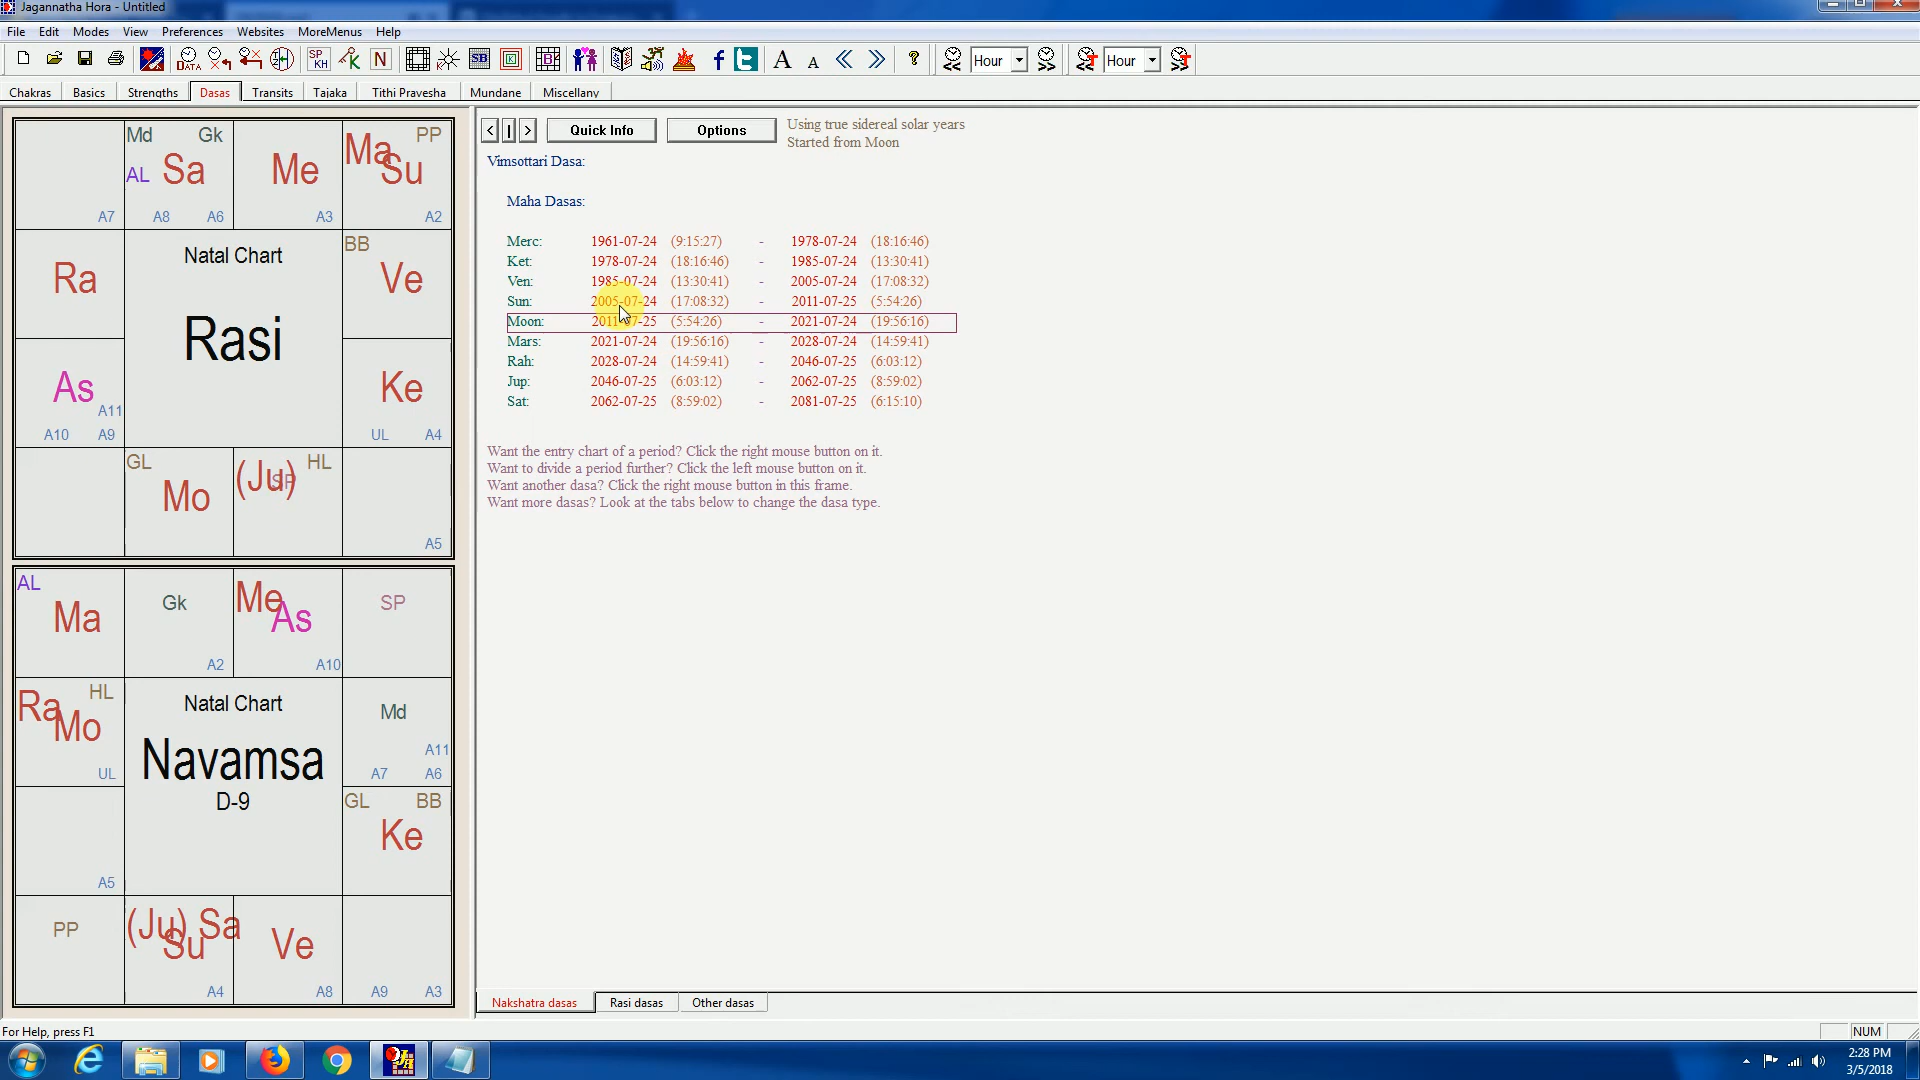 Jagannatha Hora - Untitled
File Edit Modes View Preferences Websites MoreMenus Help
DATA SP KH N SB K f t A A ? Hour Hour
Chakras Basics Strengths Dasas Transits Tajaka Tithi Pravesha Mundane Miscellany
< | > Quick Info Options
Using true sidereal solar years
Started from Moon
Vimsottari Dasa:
Maha Dasas:
Merc: 1961-07-24 (9:15:27) - 1978-07-24 (18:16:46)
Ket: 1978-07-24 (18:16:46) - 1985-07-24 (13:30:41)
Ven: 1985-07-24 (13:30:41) - 2005-07-24 (17:08:32)
Sun: 2005-07-24 (17:08:32) - 2011-07-25 (5:54:26)
Moon: 2011-07-25 (5:54:26) - 2021-07-24 (19:56:16)
Mars: 2021-07-24 (19:56:16) - 2028-07-24 (14:59:41)
Rah: 2028-07-24 (14:59:41) - 2046-07-25 (6:03:12)
Jup: 2046-07-25 (6:03:12) - 2062-07-25 (8:59:02)
Sat: 2062-07-25 (8:59:02) - 2081-07-25 (6:15:10)
Want the entry chart of a period? Click the right mouse button on it.
Want to divide a period further? Click the left mouse button on it.
Want another dasa? Click the right mouse button in this frame.
Want more dasas? Look at the tabs below to change the dasa type.
Md Gk PP
Ma
AL Sa Me Su
A7 A8 A6 A3 A2
Natal Chart
BB
Ra Ve
Rasi
As Ke
A11
A10 A9 UL A4
GL (Ju) HL
SP
Mo
A5
AL Me
Ma Gk As SP
A2 A10
Ra HL Natal Chart Md
Mo
A11
UL A7 A6
Navamsa
D-9
GL BB
Ke
A5
PP (Ju) Sa
Su Ve
A4 A8 A9 A3
Nakshatra dasas Rasi dasas Other dasas
For Help, press F1
NUM
2:28 PM
3/5/2018